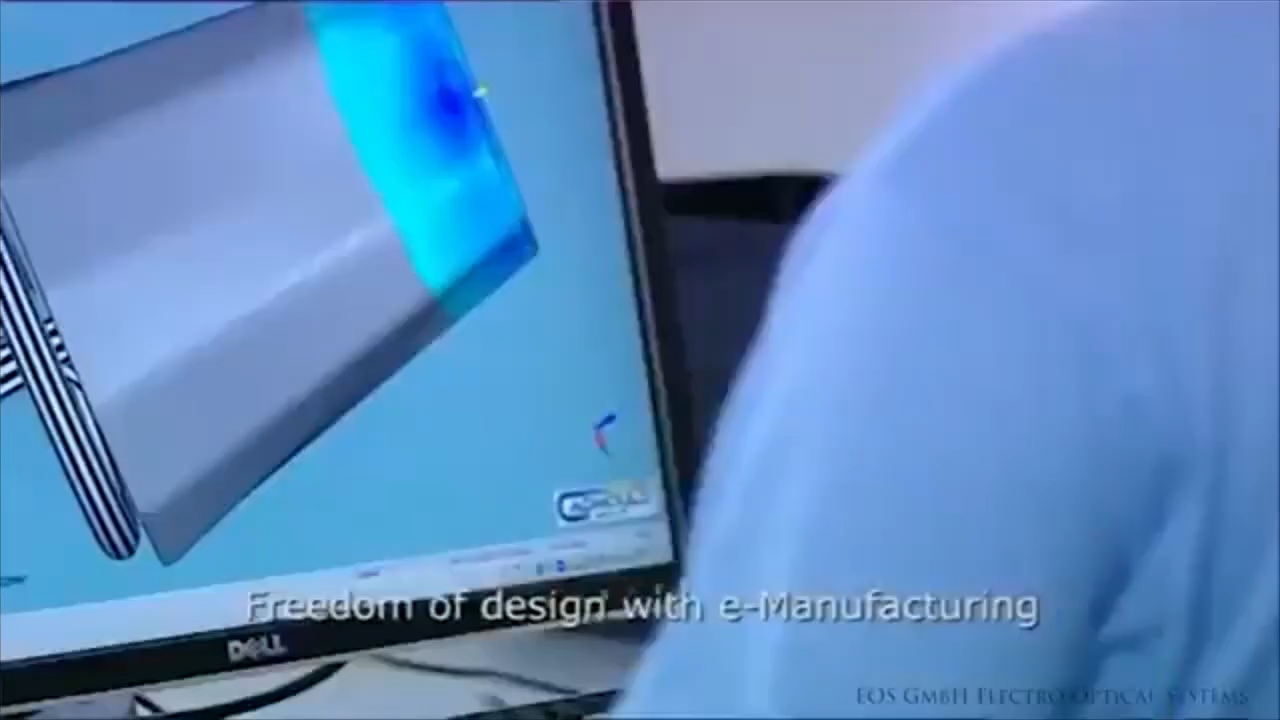 Freedom of design with e-Manufacturing
DELL
EOS GmbH Electro Optical Systems